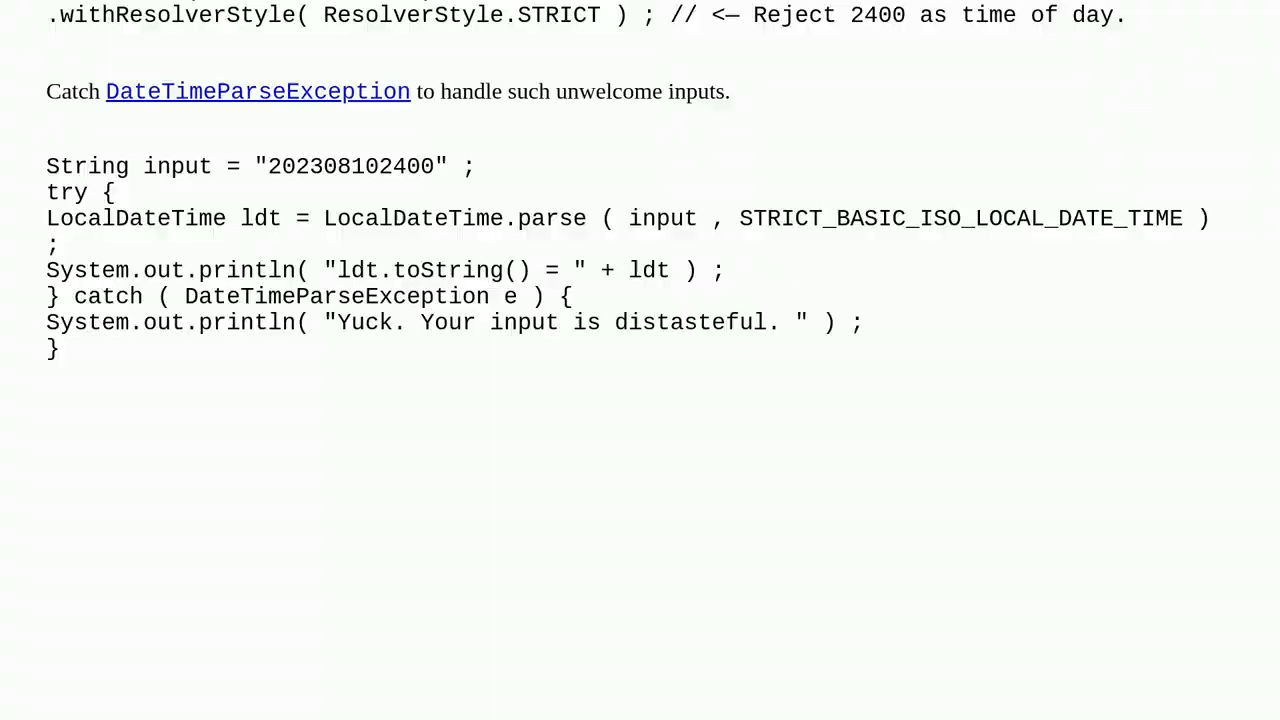 .withResolverStyle( ResolverStyle.STRICT ) ; // <— Reject 2400 as time of day.
Catch DateTimeParseException to handle such unwelcome inputs.
String input = "202308102400" ;
try {
LocalDateTime ldt = LocalDateTime.parse ( input , STRICT_BASIC_ISO_LOCAL_DATE_TIME )
;
System.out.println( "ldt.toString() = " + ldt ) ;
} catch ( DateTimeParseException e ) {
System.out.println( "Yuck. Your input is distasteful. " ) ;
}